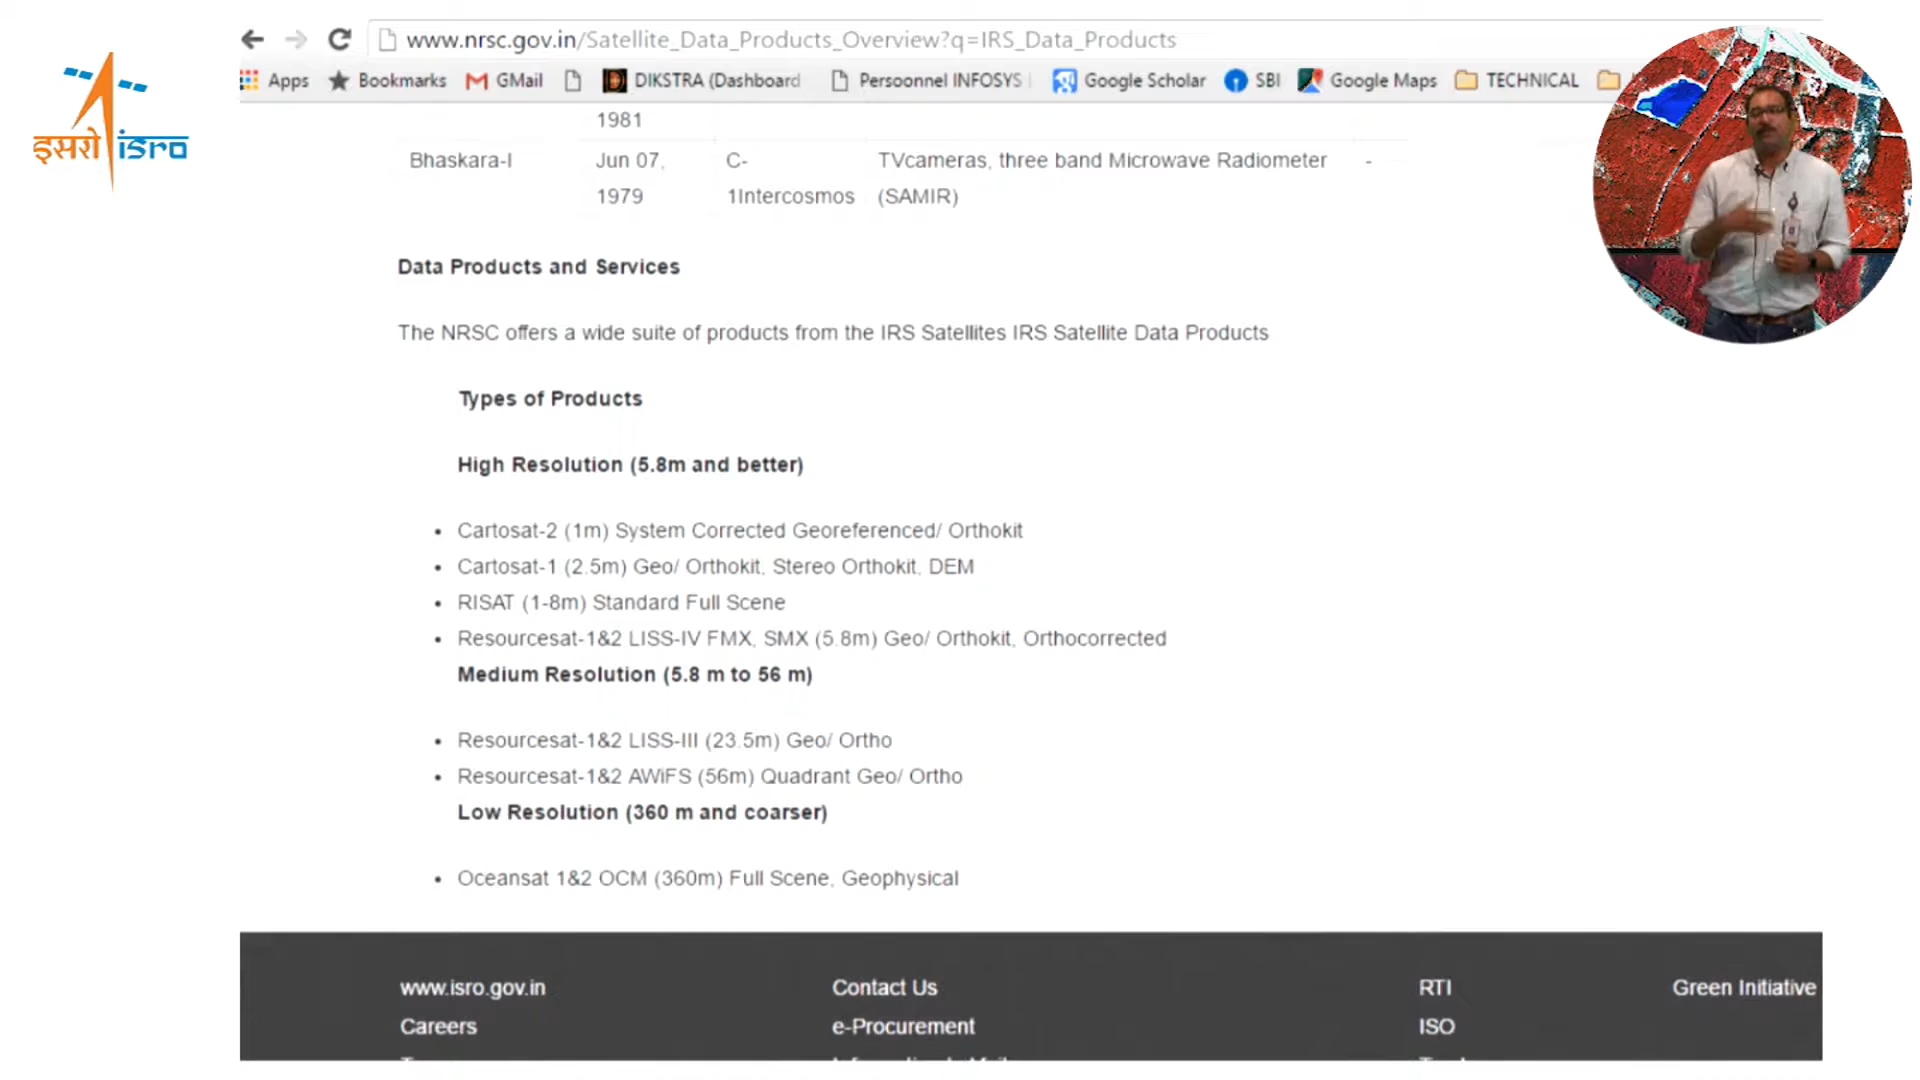 www.nrsc.gov.in/Satellite_Data_Products_Overview?q=IRS_Data_Products
Apps Bookmarks GMail DIKSTRA (Dashboard Persoonnel INFOSYS Google Scholar SBI Google Maps TECHNICAL
इसरो isro
1981
Bhaskara-I Jun 07, C- TVcameras, three band Microwave Radiometer -
1979 1Intercosmos (SAMIR)
Data Products and Services
The NRSC offers a wide suite of products from the IRS Satellites IRS Satellite Data Products
Types of Products
High Resolution (5.8m and better)
• Cartosat-2 (1m) System Corrected Georeferenced/ Orthokit
• Cartosat-1 (2.5m) Geo/ Orthokit, Stereo Orthokit, DEM
• RISAT (1-8m) Standard Full Scene
• Resourcesat-1&2 LISS-IV FMX, SMX (5.8m) Geo/ Orthokit, Orthocorrected
Medium Resolution (5.8 m to 56 m)
• Resourcesat-1&2 LISS-III (23.5m) Geo/ Ortho
• Resourcesat-1&2 AWiFS (56m) Quadrant Geo/ Ortho
Low Resolution (360 m and coarser)
• Oceansat 1&2 OCM (360m) Full Scene, Geophysical
www.isro.gov.in Contact Us RTI Green Initiative
Careers e-Procurement ISO